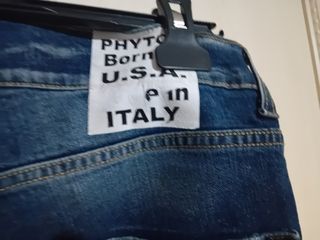 PHYTO
Born
U.S.A.
e in
ITALY